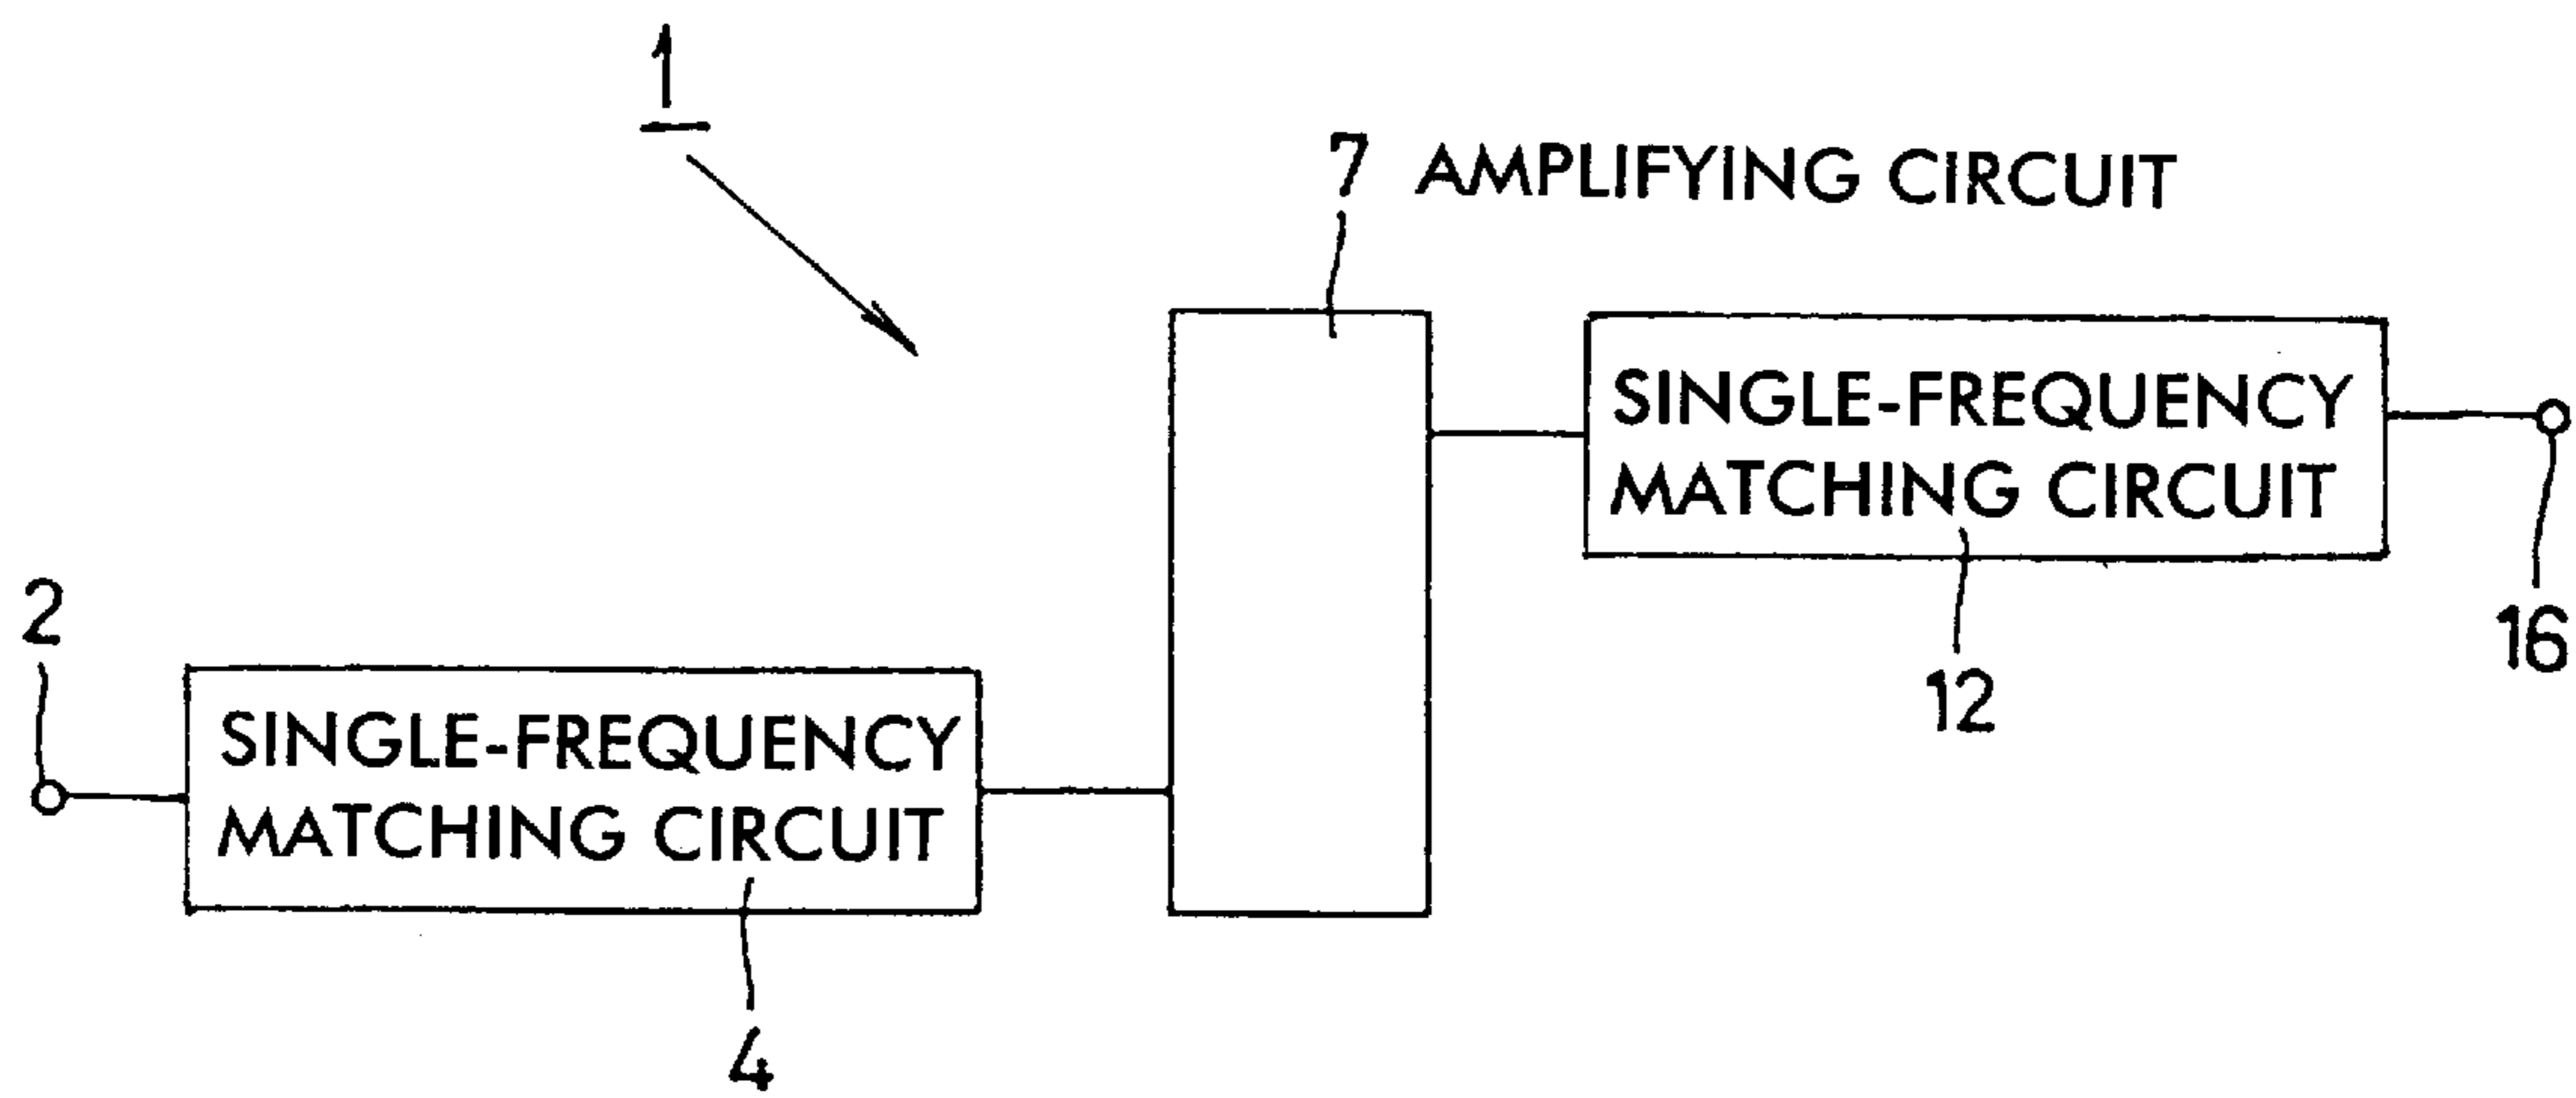 1
7 AMPLIFYING CIRCUIT
SINGLE-FREQUENCY
MATCHING CIRCUIT
12
16
2
SINGLE-FREQUENCY
MATCHING CIRCUIT
4